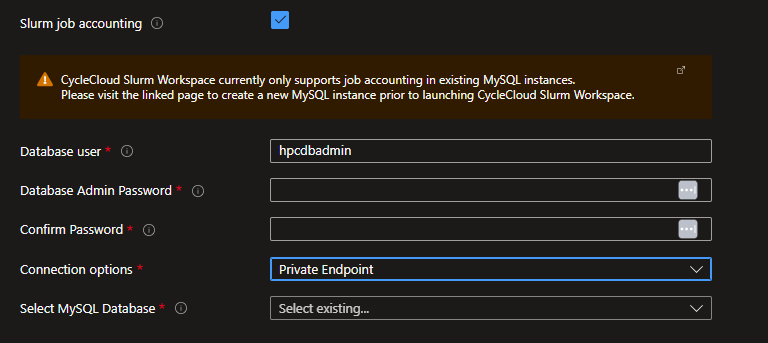 Slurm job accounting
CycleCloud Slurm Workspace currently only supports job accounting in existing MySQL instances.
Please visit the linked page to create a new MySQL instance prior to launching CycleCloud Slurm Workspace.
Database user *
hpcdbadmin
Database Admin Password *
Confirm Password *
Connection options *
Private Endpoint
Select MySQL Database *
Select existing...